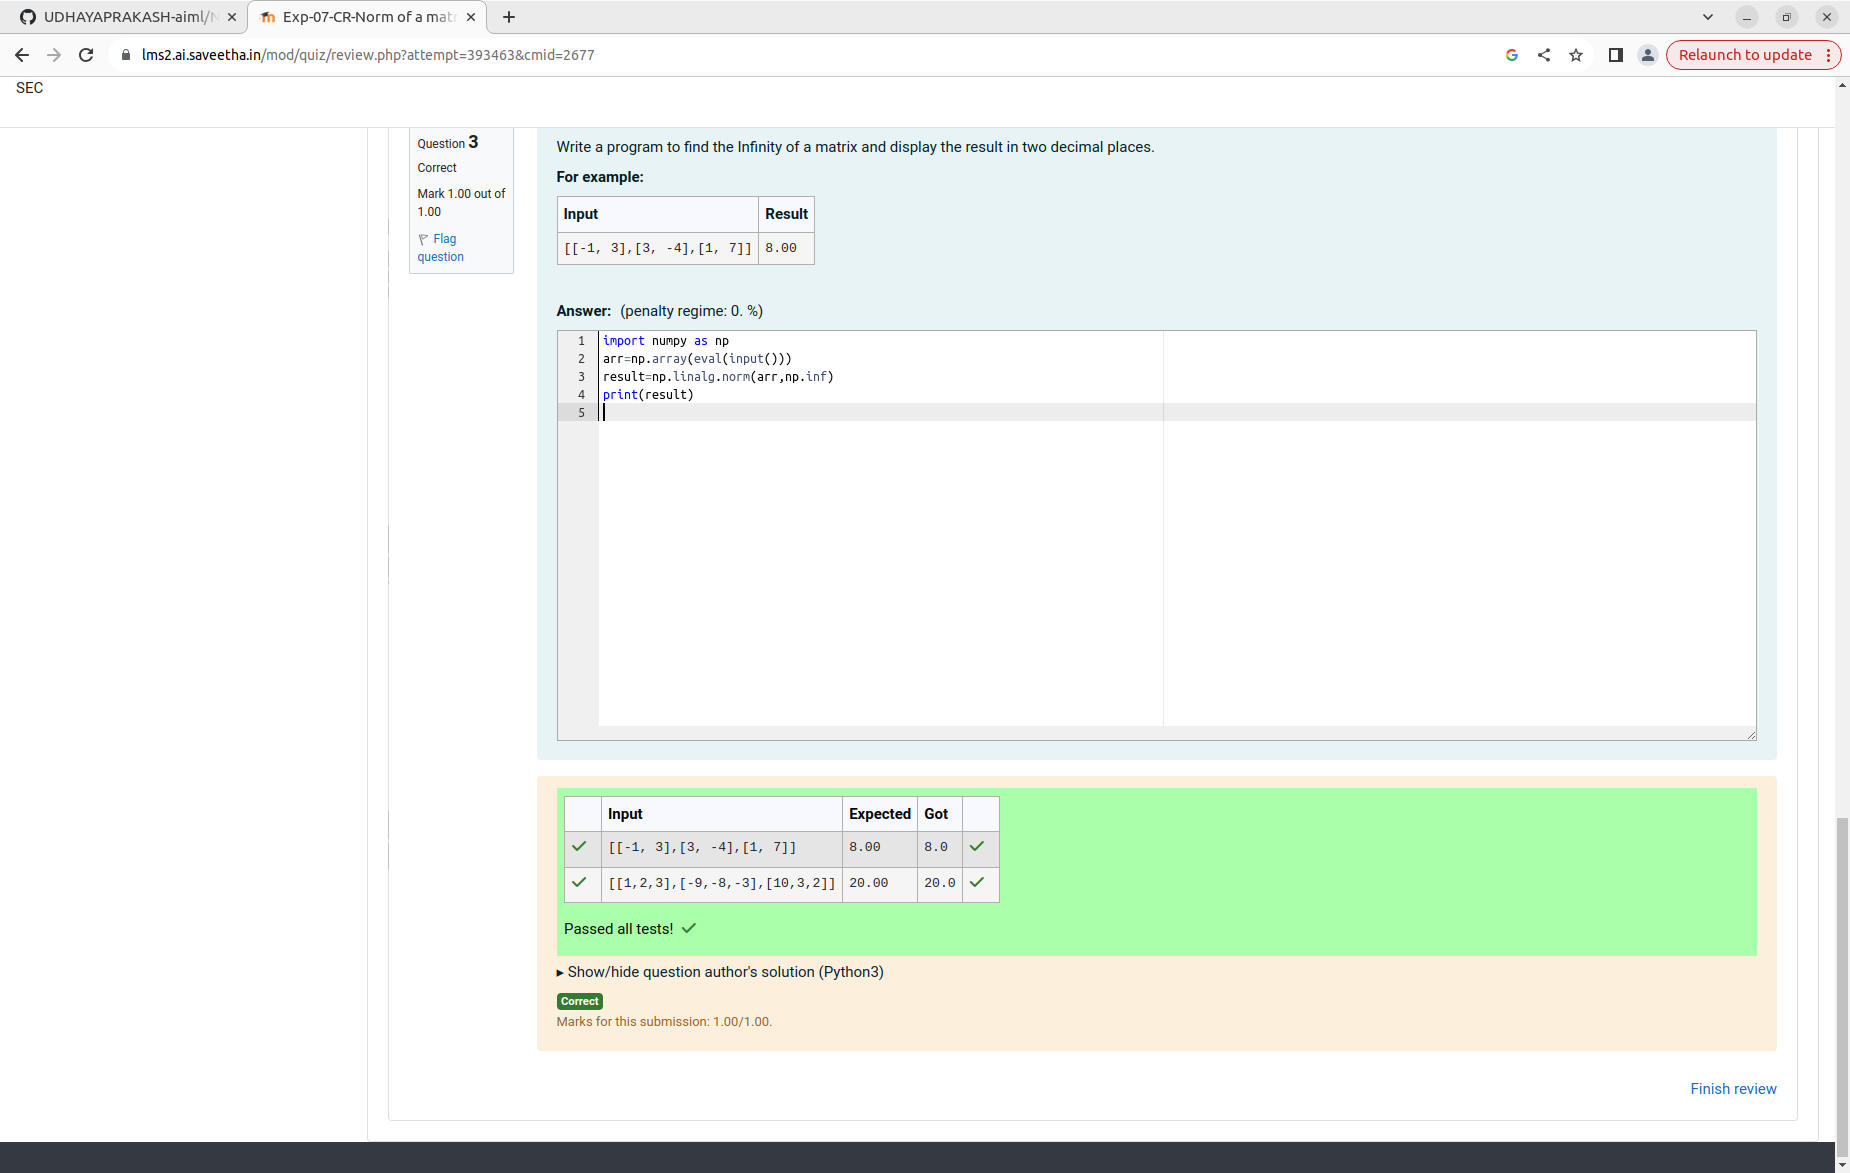 UDHAYAPRAKASH-aiml/N
Exp-07-CR-Norm of a mat
lms2.ai.saveetha.in/mod/quiz/review.php?attempt=393463&cmid=2677
Relaunch to update
SEC
Question 3
Correct
Mark 1.00 out of
1.00
Flag
question
Write a program to find the Infinity of a matrix and display the result in two decimal places.
For example:
Input Result
[[-1, 3],[3, -4],[1, 7]] 8.00
Answer: (penalty regime: 0. %)
1 import numpy as np
2 arr=np.array(eval(input()))
3 result=np.linalg.norm(arr,np.inf)
4 print(result)
5
Input Expected Got
[[-1, 3],[3, -4],[1, 7]] 8.00 8.0
[[1,2,3],[-9,-8,-3],[10,3,2]] 20.00 20.0
Passed all tests!
Show/hide question author's solution (Python3)
Correct
Marks for this submission: 1.00/1.00.
Finish review